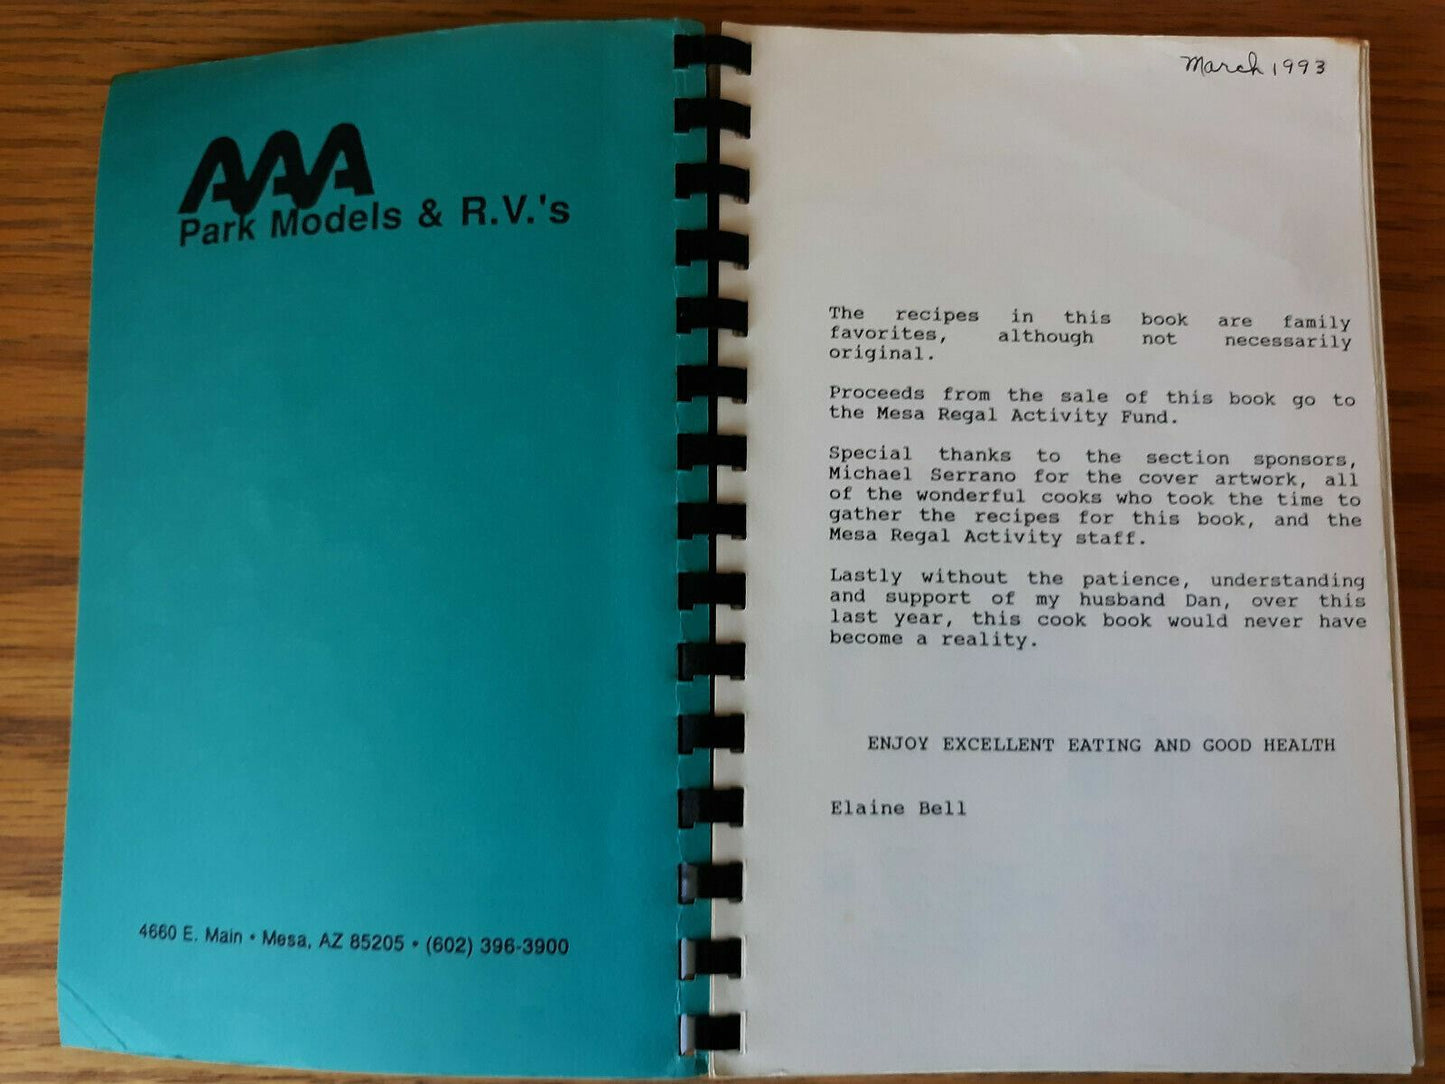 AAA
Park Models & R.V.'s
4660 E. Main • Mesa, AZ 85205 • (602) 396-3900
March 1993
The recipes in this book are family
favorites, although not necessarily
original.
Proceeds from the sale of this book go to
the Mesa Regal Activity Fund.
Special thanks to the section sponsors,
Michael Serrano for the cover artwork, all
of the wonderful cooks who took the time to
gather the recipes for this book, and the
Mesa Regal Activity staff.
Lastly without the patience, understanding
and support of my husband Dan, over this
last year, this cook book would never have
become a reality.
ENJOY EXCELLENT EATING AND GOOD HEALTH
Elaine Bell